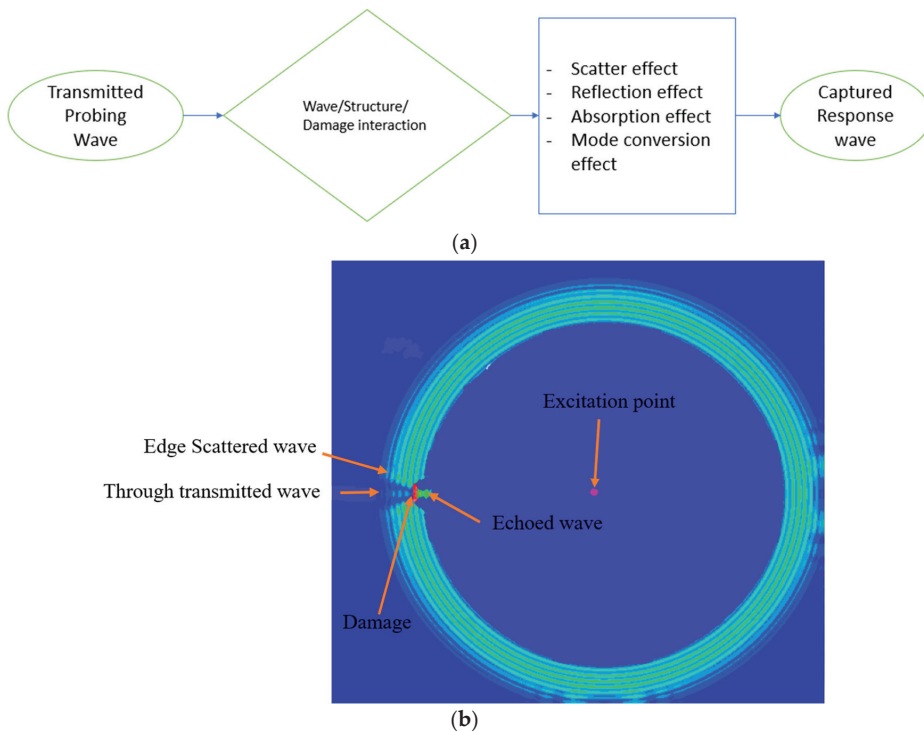 Transmitted
Probing
Wave
Wave/Structure/
Damage interaction
- Scatter effect
- Reflection effect
- Absorption effect
- Mode conversion
effect
Captured
Response
wave
(a)
Excitation point
Edge Scattered wave
Through transmitted wave
Echoed wave
Damage
(b)